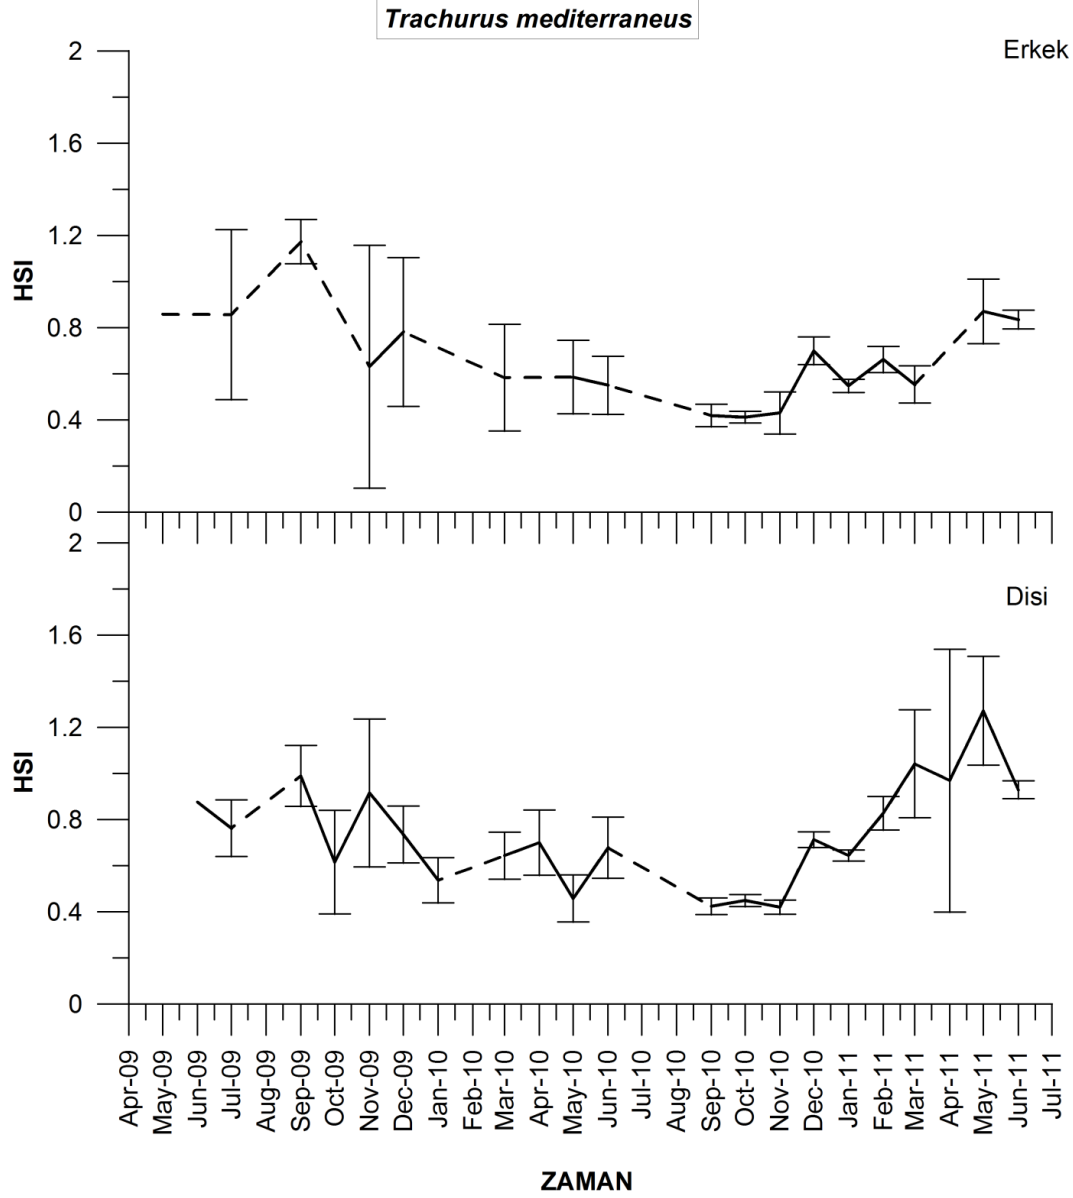 Trachurus mediterraneus
Erkek
2
1.6
1.2
0.8
0.4
0
HSI
Disi
2
1.6
1.2
0.8
0.4
0
HSI
Apr-09
May-09
Jun-09
Jul-09
Aug-09
Sep-09
Oct-09
Nov-09
Dec-09
Jan-10
Feb-10
Mar-10
Apr-10
May-10
Jun-10
Jul-10
Aug-10
Sep-10
Oct-10
Nov-10
Dec-10
Jan-11
Feb-11
Mar-11
Apr-11
May-11
Jun-11
Jul-11
ZAMAN